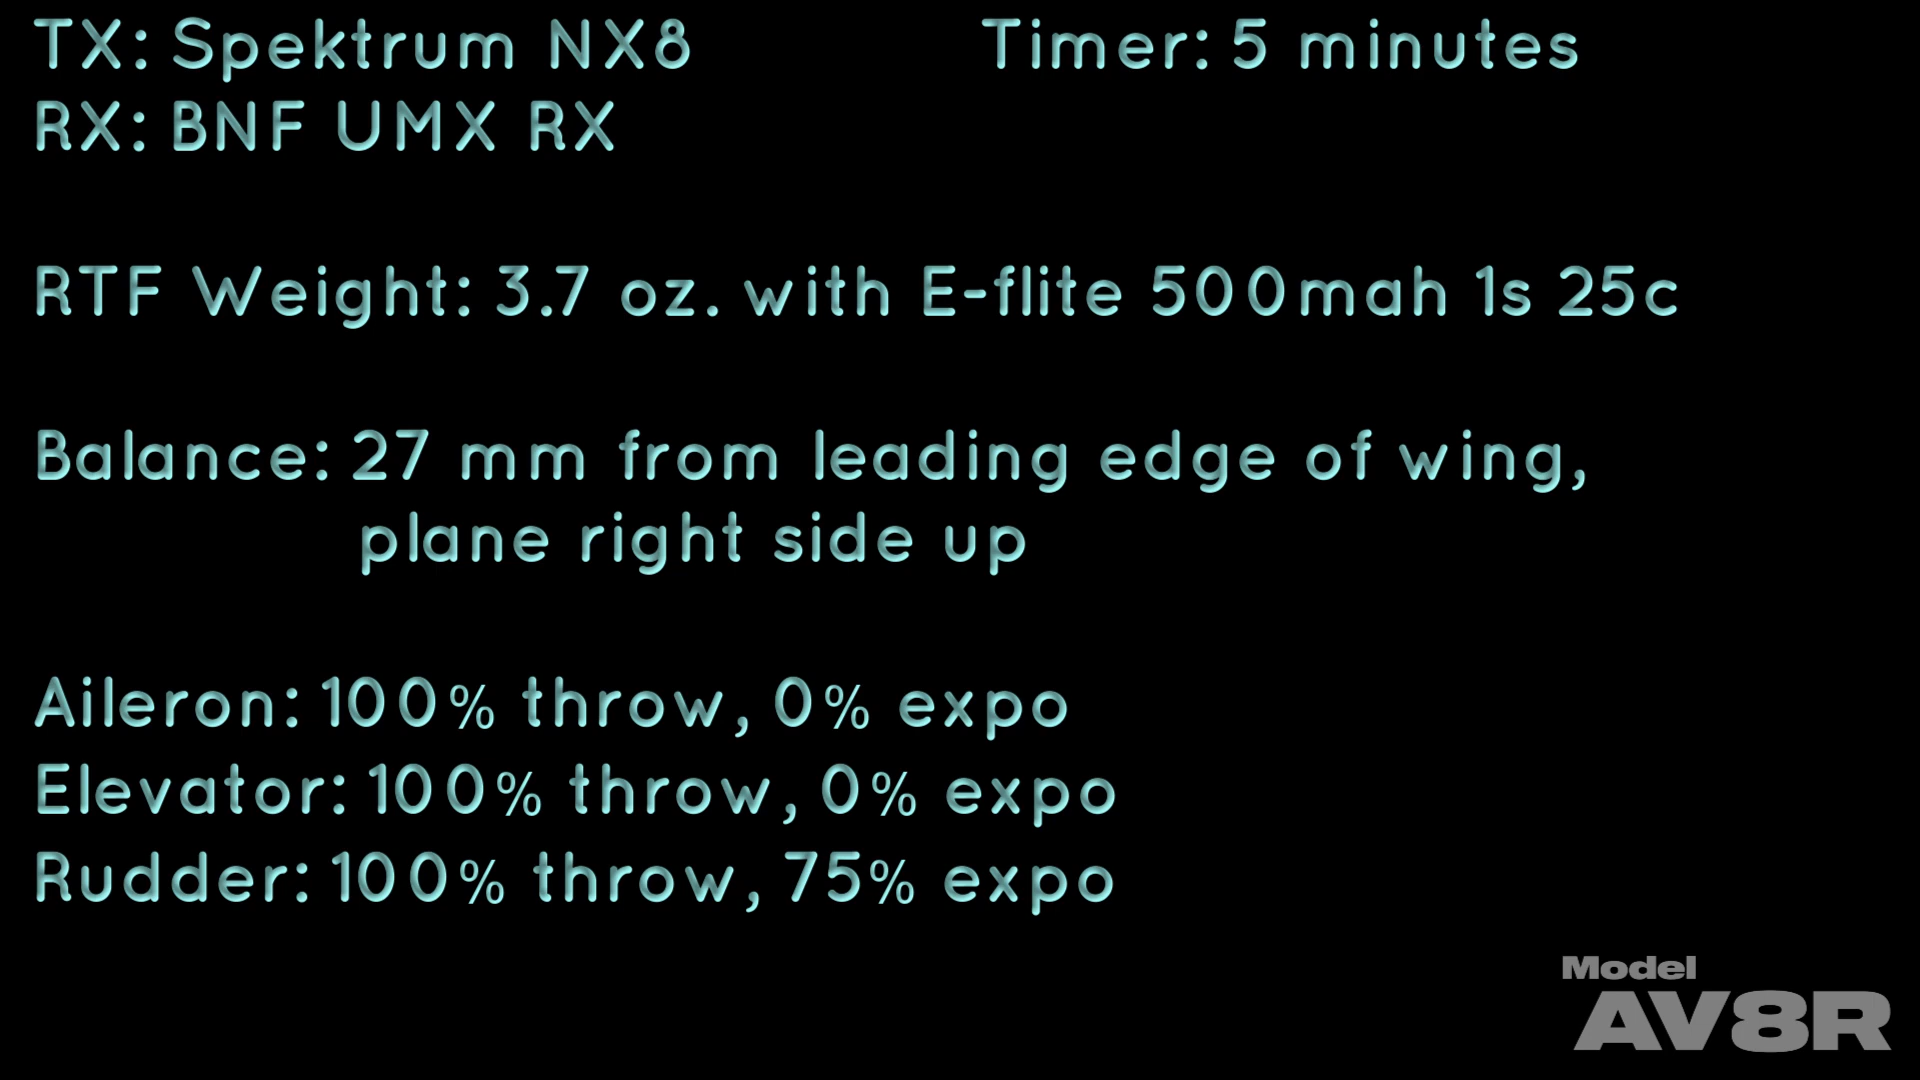 TX: Spektrum NX8
Timer: 5 minutes
RX: BNF UMX RX
RTF Weight: 3.7 oz. with E-flite 500mah 1s 25c
Balance: 27 mm from leading edge of wing,
plane right side up
Aileron: 100% throw, 0% expo
Elevator: 100% throw, 0% expo
Rudder: 100% throw, 75% expo
Model
AV8R